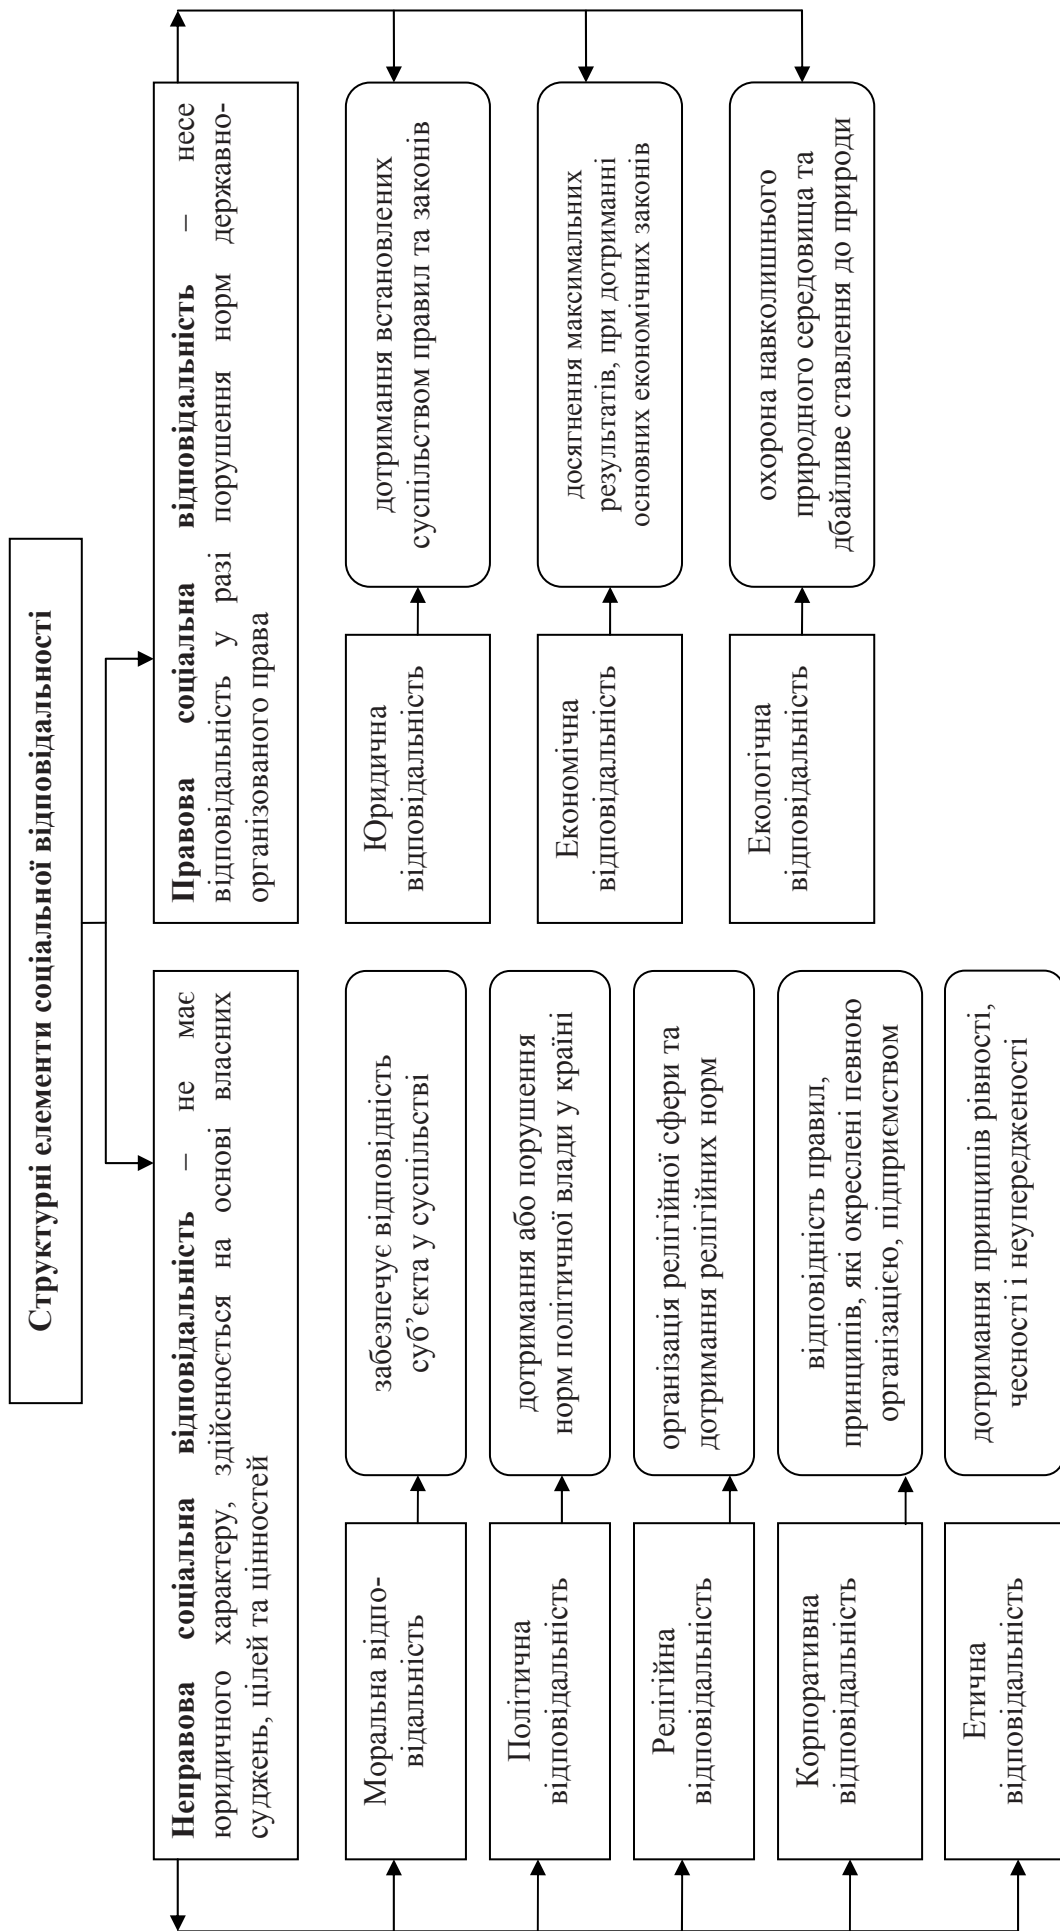 Структурні елементи соціальної відповідальності
Неправова соціальна відповідальність – не має
юридичного характеру, здійснюється на основі власних
суджень, цілей та цінностей
Моральна відпо-
відальність
забезпечує відповідність
суб’єкта у суспільстві
Політична
відповідальність
дотримання або порушення
норм політичної влади у країні
Релігійна
відповідальність
організація релігійної сфери та
дотримання релігійних норм
Корпоративна
відповідальність
відповідність правил,
принципів, які окреслені певною
організацією, підприємством
Етична
відповідальність
дотримання принципів рівності,
чесності і неупередженості
Правова соціальна відповідальність – несе
відповідальність у разі порушення норм державно-
організованого права
Юридична
відповідальність
дотримання встановлених
суспільством правил та законів
Економічна
відповідальність
досягнення максимальних
результатів, при дотриманні
основних економічних законів
Екологічна
відповідальність
охорона навколишнього
природного середовища та
дбайливе ставлення до природи